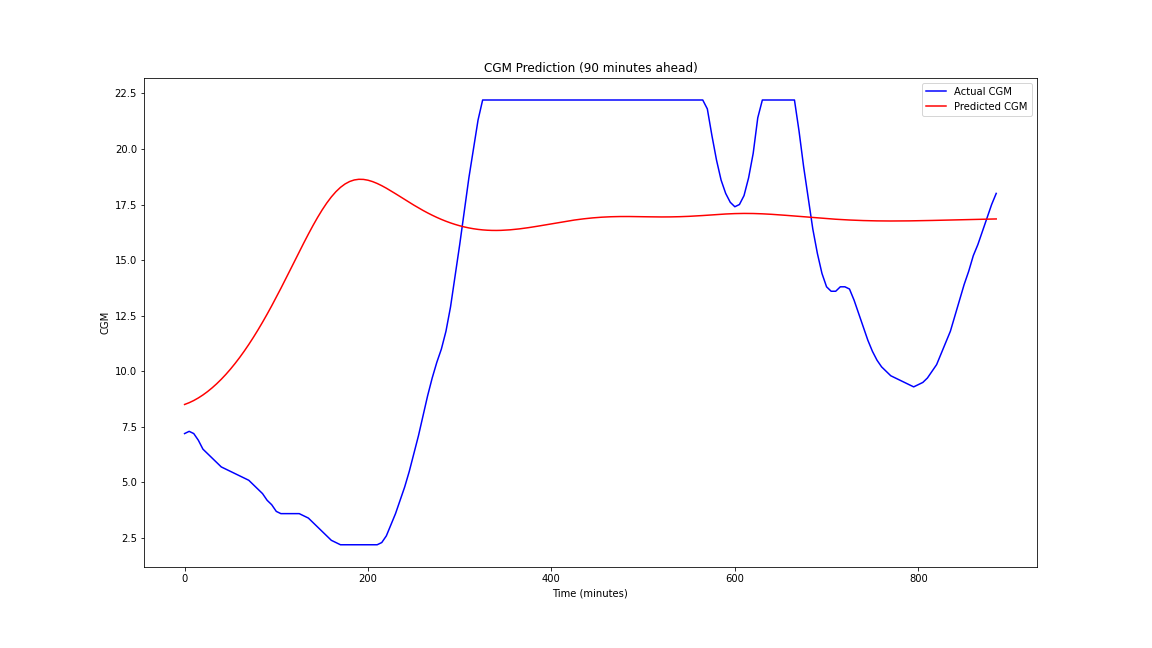 CGM Prediction (90 minutes ahead)
Actual CGM
Predicted CGM
22.5
20.0
17.5
15.0
12.5
10.0
7.5
5.0
2.5
CGM
0 200 400 600 800
Time (minutes)